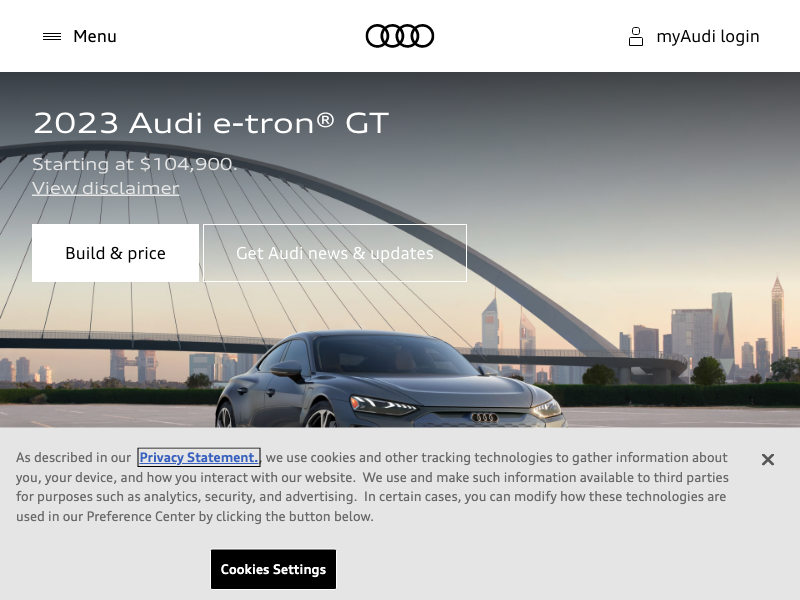 Menu
myAudi login
2023 Audi e-tron® GT
Starting at $104,900.
View disclaimer
Build & price
Get Audi news & updates
As described in our Privacy Statement., we use cookies and other tracking technologies to gather information about
you, your device, and how you interact with our website. We use and make such information available to third parties
for purposes such as analytics, security, and advertising. In certain cases, you can modify how these technologies are
used in our Preference Center by clicking the button below.
Cookies Settings